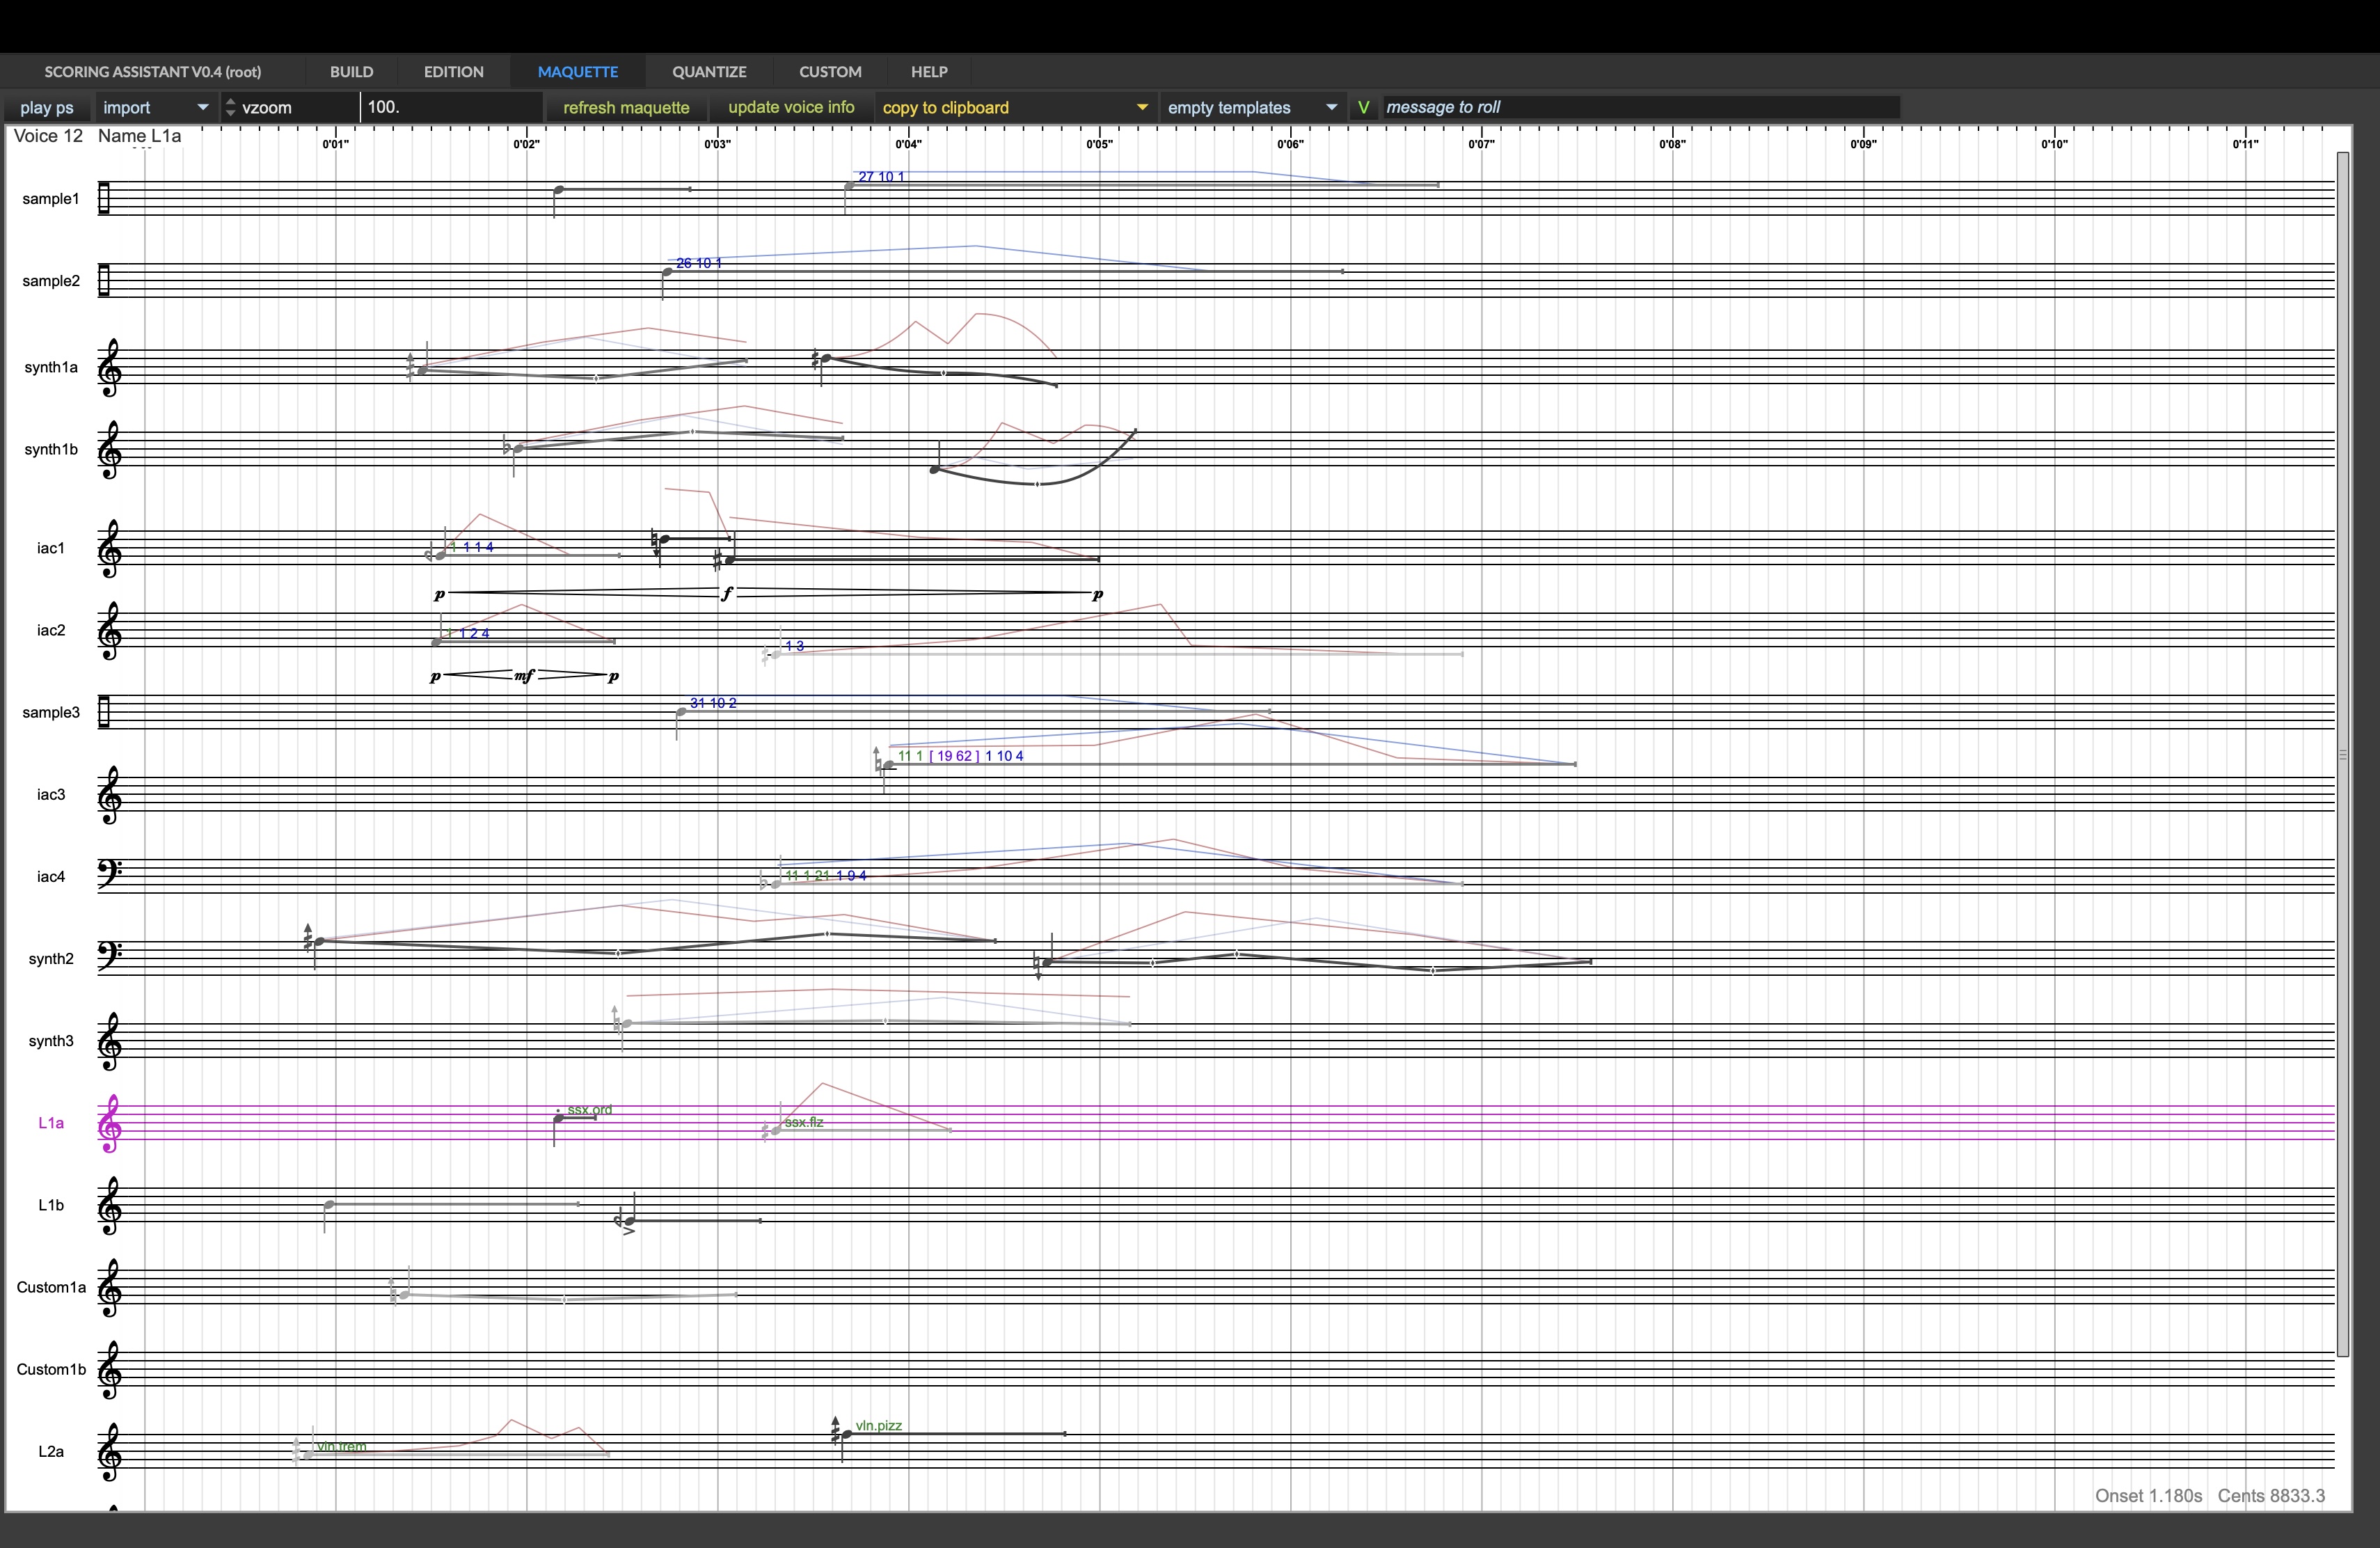 SCORING ASSISTANT V0.4 (root) BUILD EDITION MAQUETTE QUANTIZE CUSTOM HELP
play ps import vzoom 100. refresh maquette update voice info copy to clipboard empty templates V message to roll
Voice 12 Name L1a
0'01" 0'02" 0'03" 0'04" 0'05" 0'06" 0'07" 0'08" 0'09" 0'10" 0'11"
sample1 27 10 1
sample2 26 10 1
synth1a
synth1b
iac1 1 1 1 4
p f p
iac2 1 1 2 4 1 3
p mf p
sample3 31 10 2
11 1 [ 19 62 ] 1 10 4
iac3
iac4 11 1 21 1 9 4
synth2
synth3
L1a ssx.ord ssx.flz
L1b
Custom1a
Custom1b
L2a vln.trem vln.pizz
Onset 1.180s Cents 8833.3